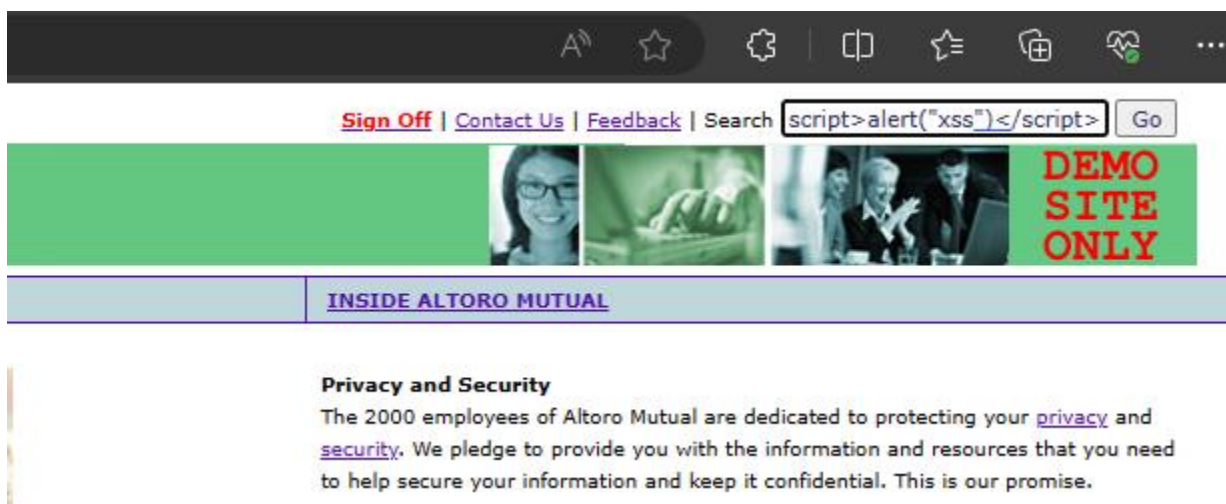 Sign Off | Contact Us | Feedback | Search script>alert("xss")</script> Go
DEMO
SITE
ONLY
INSIDE ALTORO MUTUAL
Privacy and Security
The 2000 employees of Altoro Mutual are dedicated to protecting your privacy and
security. We pledge to provide you with the information and resources that you need
to help secure your information and keep it confidential. This is our promise.